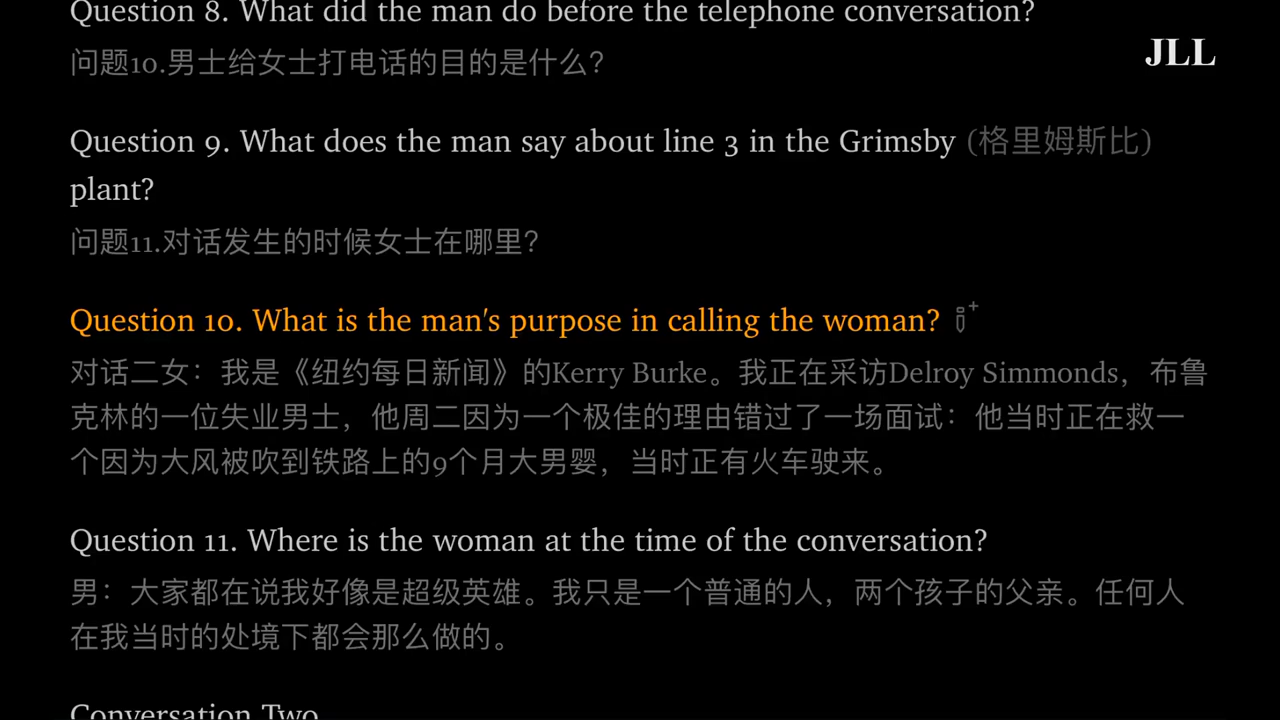 Question 8. What did the man do before the telephone conversation?
JLL
问题10.男士给女士打电话的目的是什么？
Question 9. What does the man say about line 3 in the Grimsby (格里姆斯比)
plant?
问题11.对话发生的时候女士在哪里？
Question 10. What is the man's purpose in calling the woman?
对话二女：我是《纽约每日新闻》的Kerry Burke。我正在采访Delroy Simmonds，布鲁
克林的一位失业男士，他周二因为一个极佳的理由错过了一场面试：他当时正在救一
个因为大风被吹到铁路上的9个月大男婴，当时正有火车驶来。
Question 11. Where is the woman at the time of the conversation?
男：大家都在说我好像是超级英雄。我只是一个普通的人，两个孩子的父亲。任何人
在我当时的处境下都会那么做的。
Conversation Two